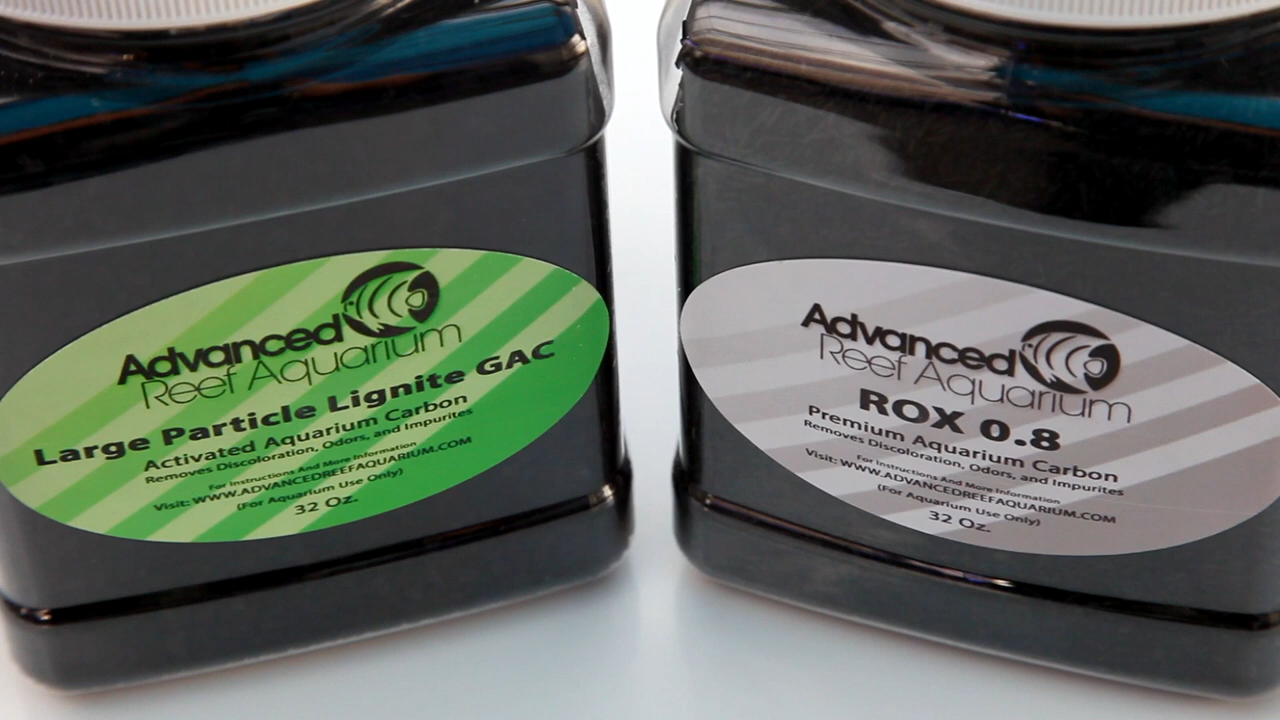 Advanced
Reef Aquarium
Large Particle Lignite GAC
Activated Aquarium Carbon
Removes Discoloration, Odors, and Impurites
For Instructions And More Information
Visit: WWW.ADVANCEDREEFAQUARIUM.COM
(For Aquarium Use Only)
32 Oz.
Advanced
Reef Aquarium
ROX 0.8
Premium Aquarium Carbon
Removes Discoloration, Odors, and Impurites
For Instructions And More Information
Visit: WWW.ADVANCEDREEFAQUARIUM.COM
(For Aquarium Use Only)
32 Oz.